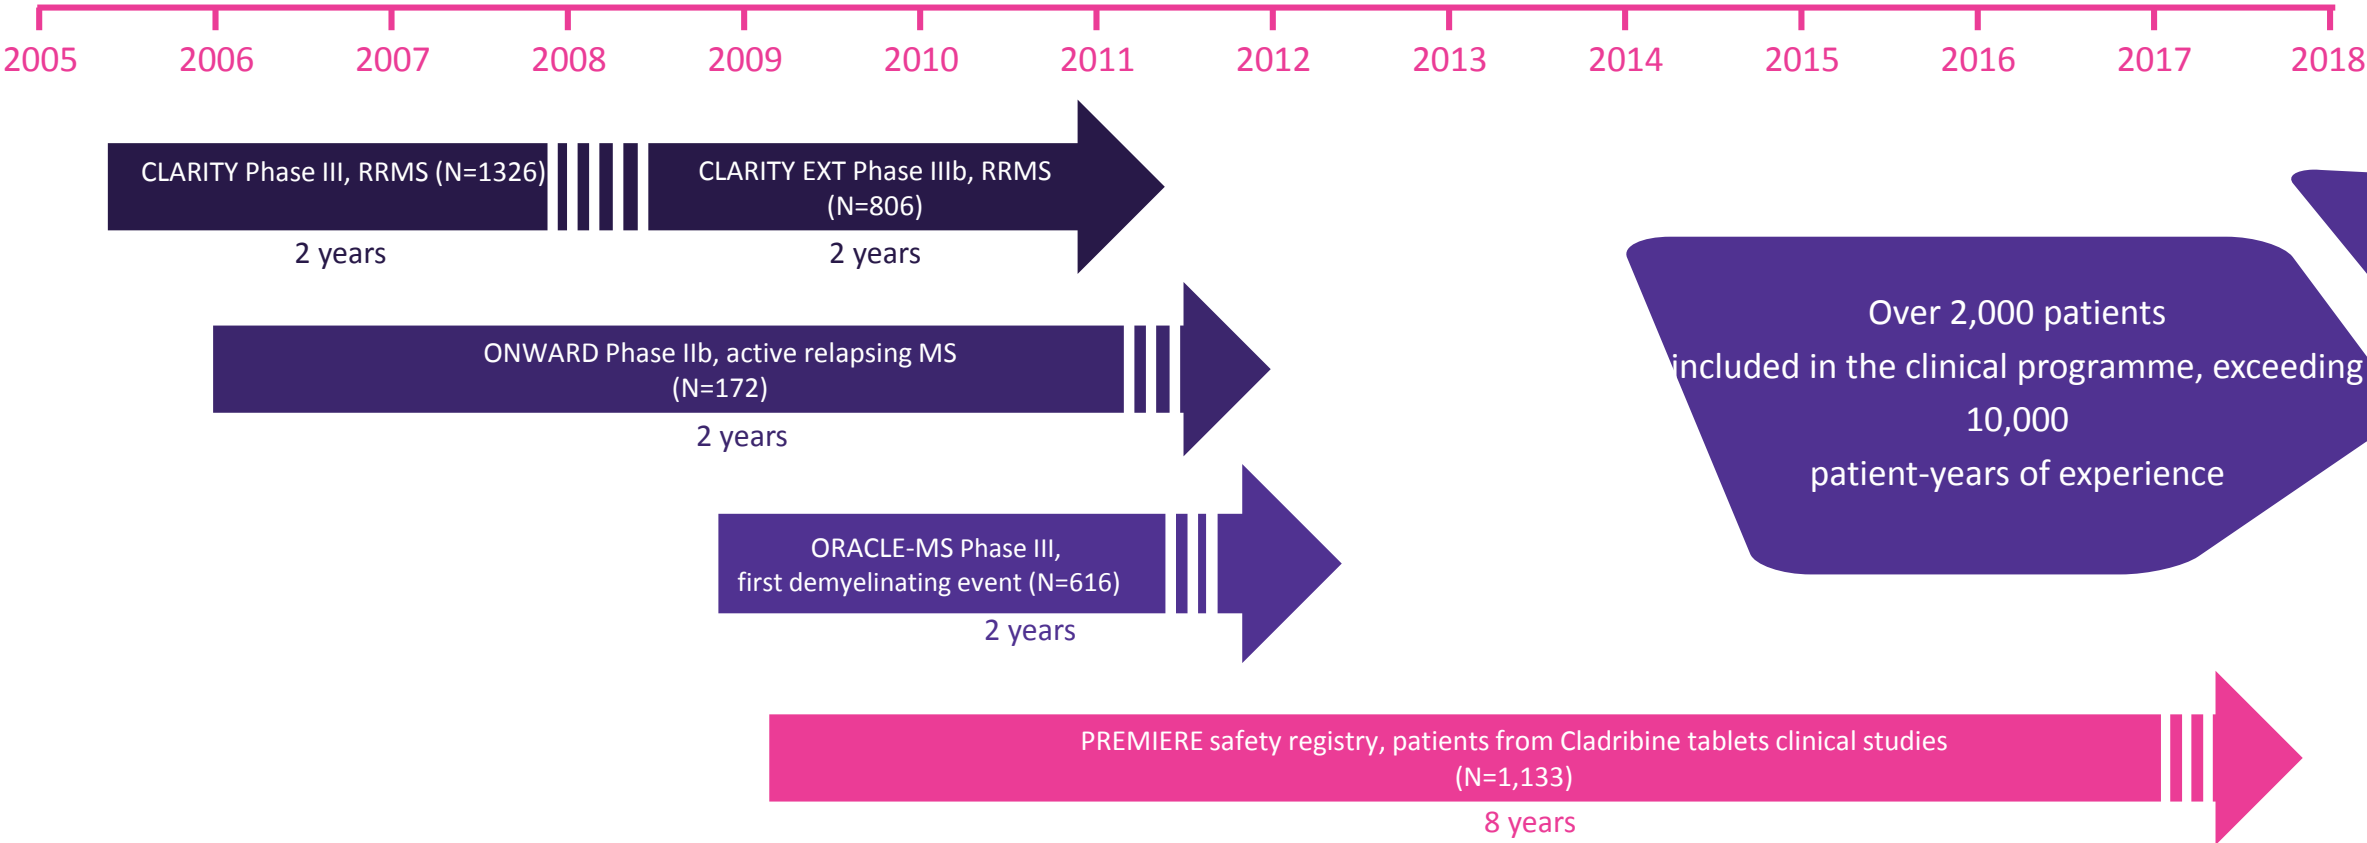 2005 2006 2007 2008 2009 2010 2011 2012 2013 2014 2015 2016 2017 2018
CLARITY Phase III, RRMS (N=1326)
2 years
CLARITY EXT Phase IIIb, RRMS
(N=806)
2 years
ONWARD Phase IIb, active relapsing MS
(N=172)
2 years
ORACLE-MS Phase III,
first demyelinating event (N=616)
2 years
Over 2,000 patients
included in the clinical programme, exceeding
10,000
patient-years of experience
PREMIERE safety registry, patients from Cladribine tablets clinical studies
(N=1,133)
8 years